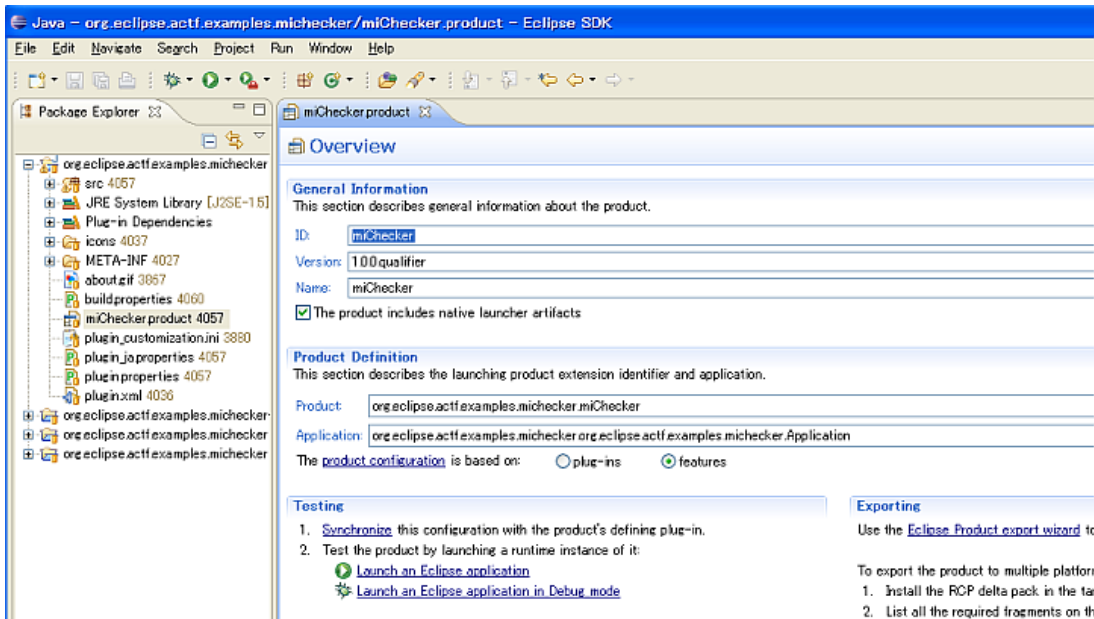 Java - org.eclipse.actf.examples.michecker/miChecker.product - Eclipse SDK
File Edit Navigate Search Project Run Window Help
Package Explorer
miChecker.product
Overview
org.eclipse.actf.examples.michecker
src 4057
JRE System Library [J2SE-1.5]
Plug-in Dependencies
icons 4037
META-INF 4027
about.gif 3857
build.properties 4060
miChecker.product 4057
plugin_customization.ini 3880
plugin_ja.properties 4057
plugin.properties 4057
plugin.xml 4036
org.eclipse.actf.examples.michecker-
org.eclipse.actf.examples.michecker
org.eclipse.actf.examples.michecker
General Information
This section describes general information about the product.
ID: miChecker
Version: 1.0.0.qualifier
Name: miChecker
The product includes native launcher artifacts
Product Definition
This section describes the launching product extension identifier and application.
Product: org.eclipse.actf.examples.michecker.miChecker
Application: org.eclipse.actf.examples.michecker.org.eclipse.actf.examples.michecker.Application
The product configuration is based on: plug-ins features
Testing
1. Synchronize this configuration with the product's defining plug-in.
2. Test the product by launching a runtime instance of it:
Launch an Eclipse application
Launch an Eclipse application in Debug mode
Exporting
Use the Eclipse Product export wizard to
To export the product to multiple platfor
1. Install the RCP delta pack in the tar
2. List all the required fragments on th